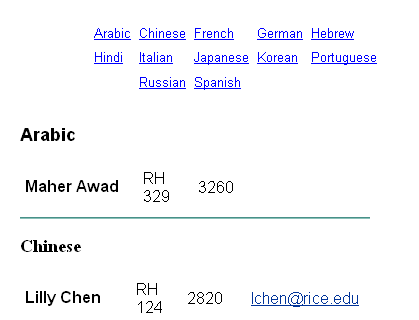 Arabic Chinese French German Hebrew
Hindi Italian Japanese Korean Portuguese
Russian Spanish
Arabic
Maher Awad RH 329 3260
Chinese
Lilly Chen RH 124 2820 lchen@rice.edu